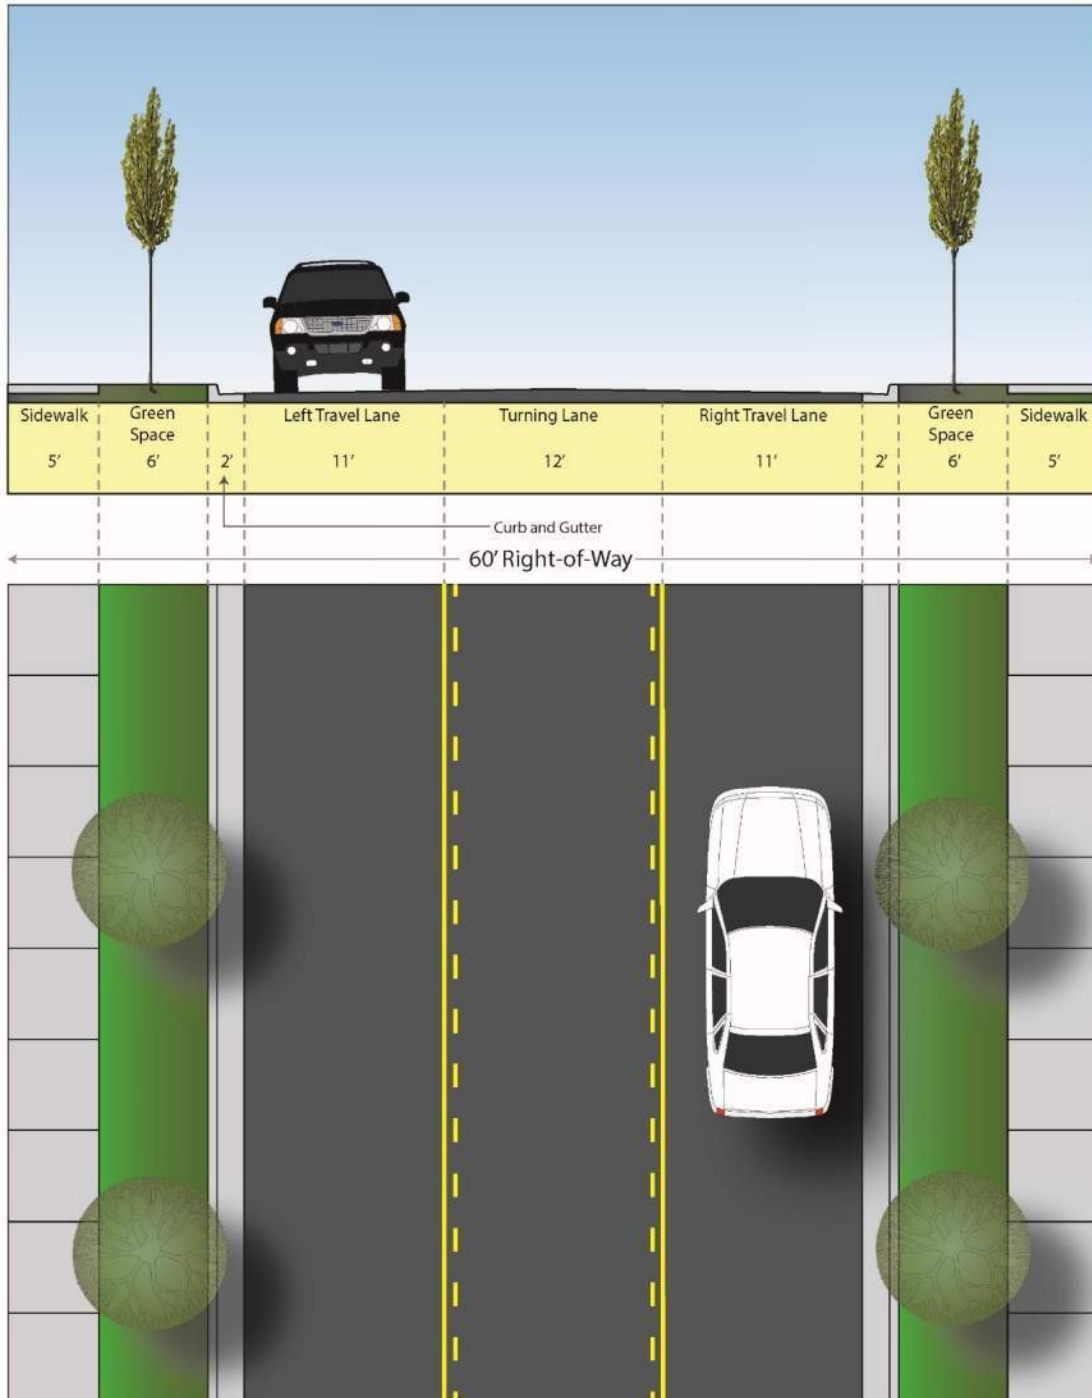 Sidewalk
5'
Green
Space
6'
2'
Left Travel Lane
11'
Turning Lane
12'
Right Travel Lane
11'
2'
Green
Space
6'
Sidewalk
5'
Curb and Gutter
60' Right-of-Way